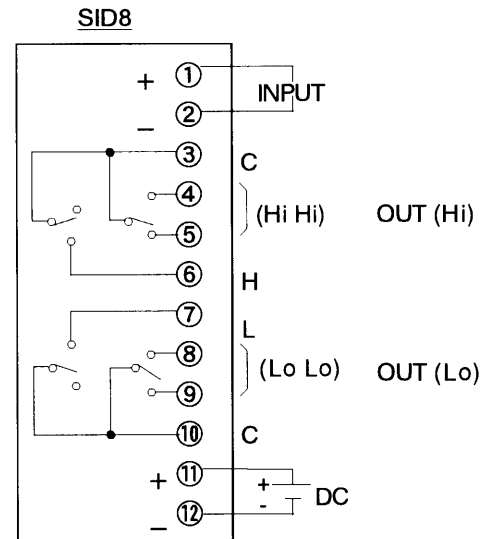 SID8
+ ① INPUT
− ②
③ C
④
(Hi Hi) OUT (Hi)
⑤
⑥ H
⑦
L
⑧
(Lo Lo) OUT (Lo)
⑨
⑩ C
+ ⑪ +
DC
− ⑫ -